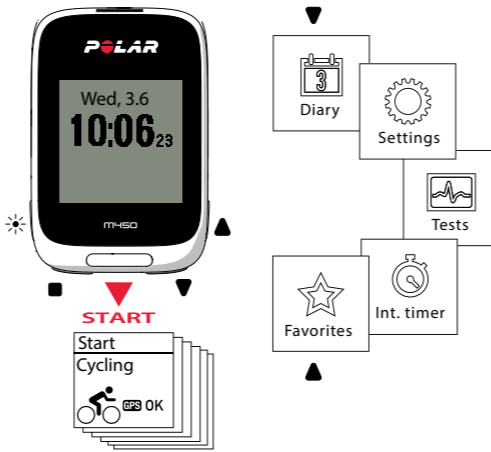 POLAR
Wed, 3.6
10:06 23
M450
START
Start
Cycling
GPS OK
3
Diary
Settings
Tests
Int. timer
Favorites